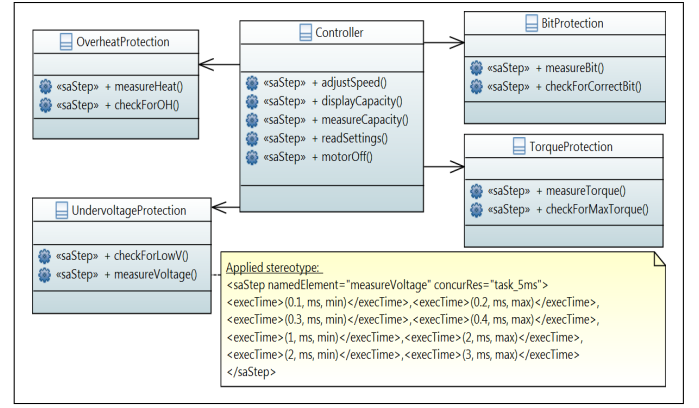 OverheatProtection
«saStep» + measureHeat()
«saStep» + checkForOH()
Controller
«saStep» + adjustSpeed()
«saStep» + displayCapacity()
«saStep» + measureCapacity()
«saStep» + readSettings()
«saStep» + motorOff()
BitProtection
«saStep» + measureBit()
«saStep» + checkForCorrectBit()
TorqueProtection
«saStep» + measureTorque()
«saStep» + checkForMaxTorque()
UndervoltageProtection
«saStep» + checkForLowV()
«saStep» + measureVoltage()
Applied stereotype:
<saStep namedElement="measureVoltage" concurRes="task_5ms">
<execTime>(0.1, ms, min)</execTime>,<execTime>(0.2, ms, max)</execTime>,
<execTime>(0.3, ms, min)</execTime>,<execTime>(0.4, ms, max)</execTime>,
<execTime>(1, ms, min)</execTime>,<execTime>(2, ms, max)</execTime>,
<execTime>(2, ms, min)</execTime>,<execTime>(3, ms, max)</execTime>
</saStep>